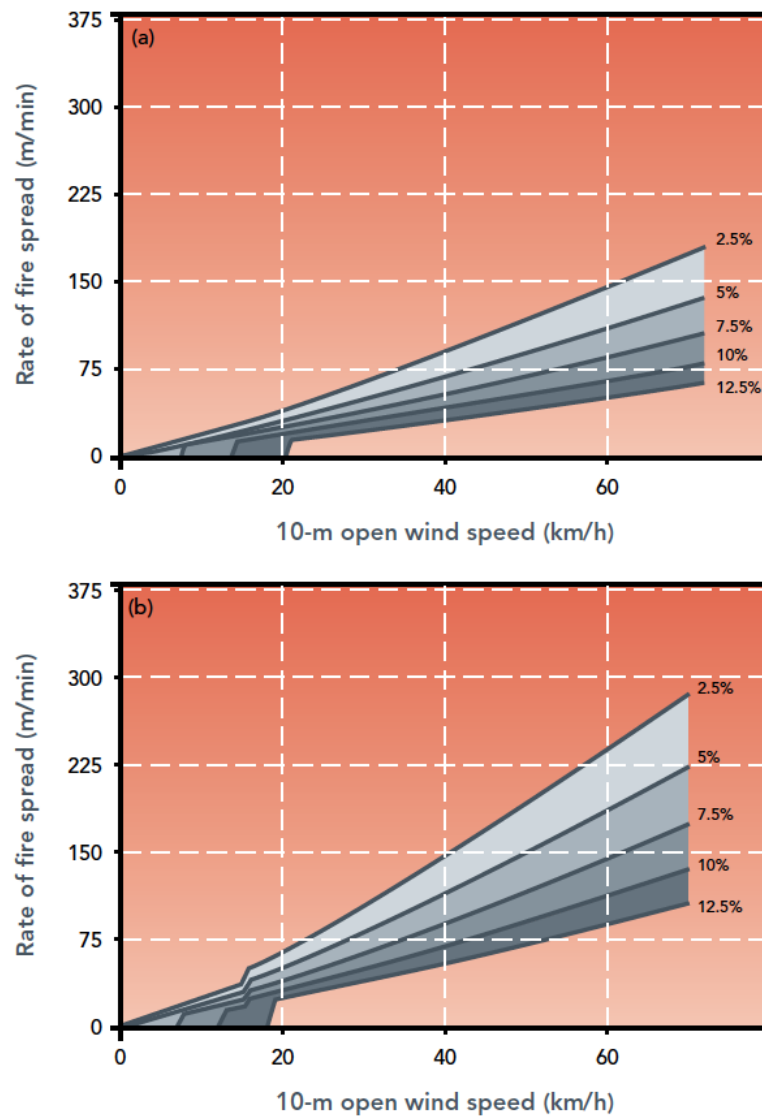 375
(a)
300
225
150
75
0
2.5%
5%
7.5%
10%
12.5%
0 20 40 60
10-m open wind speed (km/h)
Rate of fire spread (m/min)
375
(b)
300
225
150
75
0
2.5%
5%
7.5%
10%
12.5%
0 20 40 60
10-m open wind speed (km/h)
Rate of fire spread (m/min)